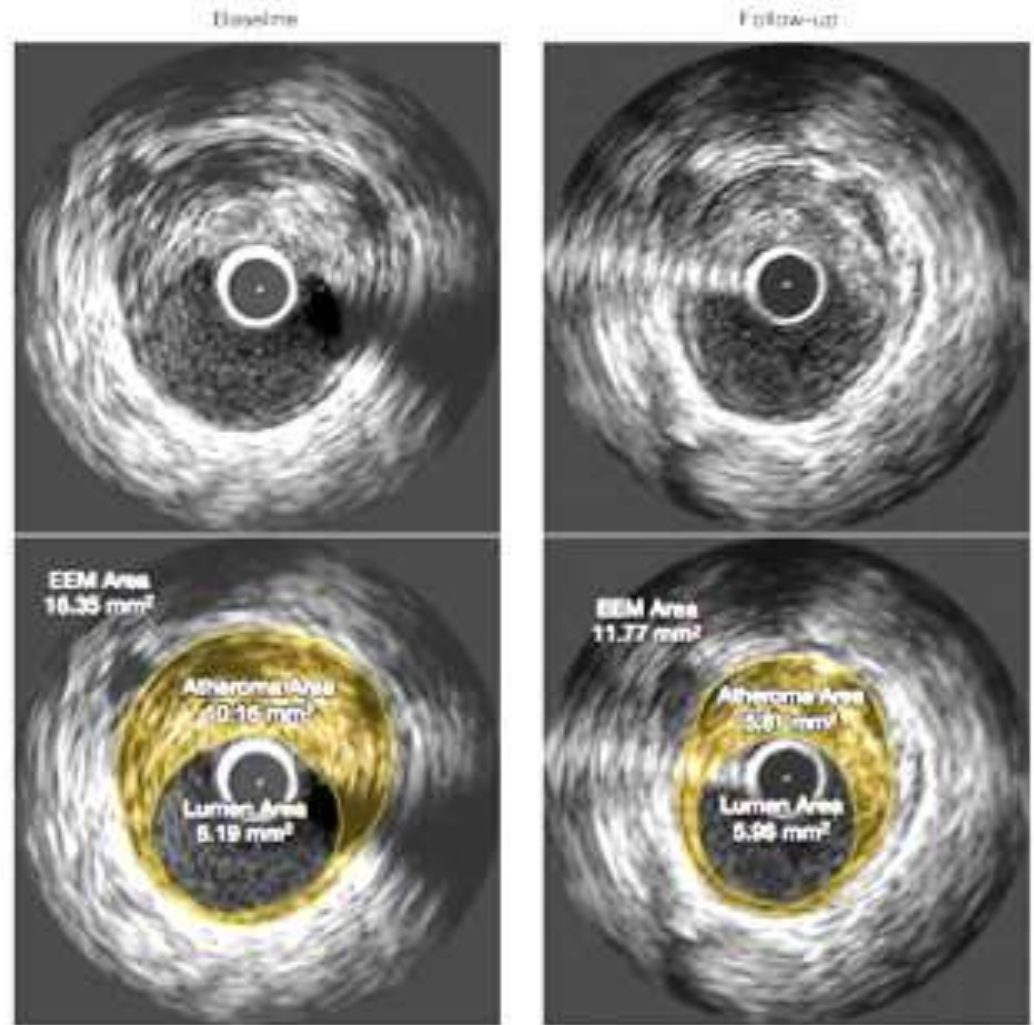 Baseline
Follow-up
EEM Area
16.35 mm²
Atheroma Area
10.16 mm²
Lumen Area
6.19 mm²
EEM Area
11.77 mm²
Atheroma Area
5.81 mm²
Lumen Area
5.96 mm²